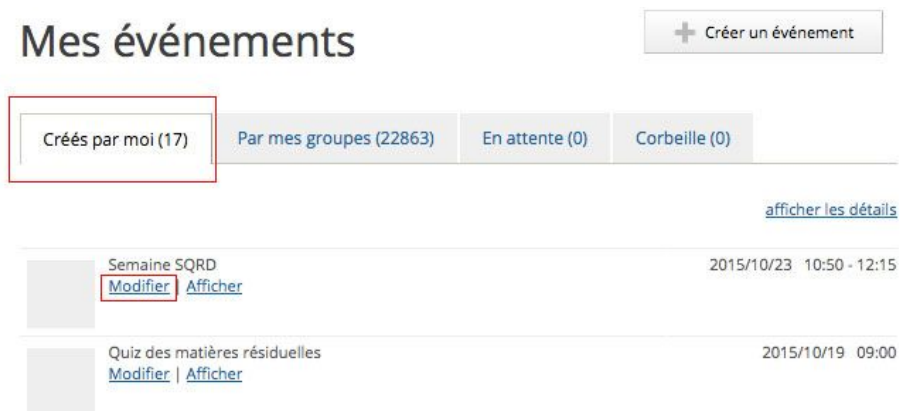 Mes événements
Créer un événement
Créés par moi (17) Par mes groupes (22863) En attente (0) Corbeille (0)
afficher les détails
Semaine SQRD 2015/10/23 10:50 - 12:15
Modifier | Afficher
Quiz des matières résiduelles 2015/10/19 09:00
Modifier | Afficher